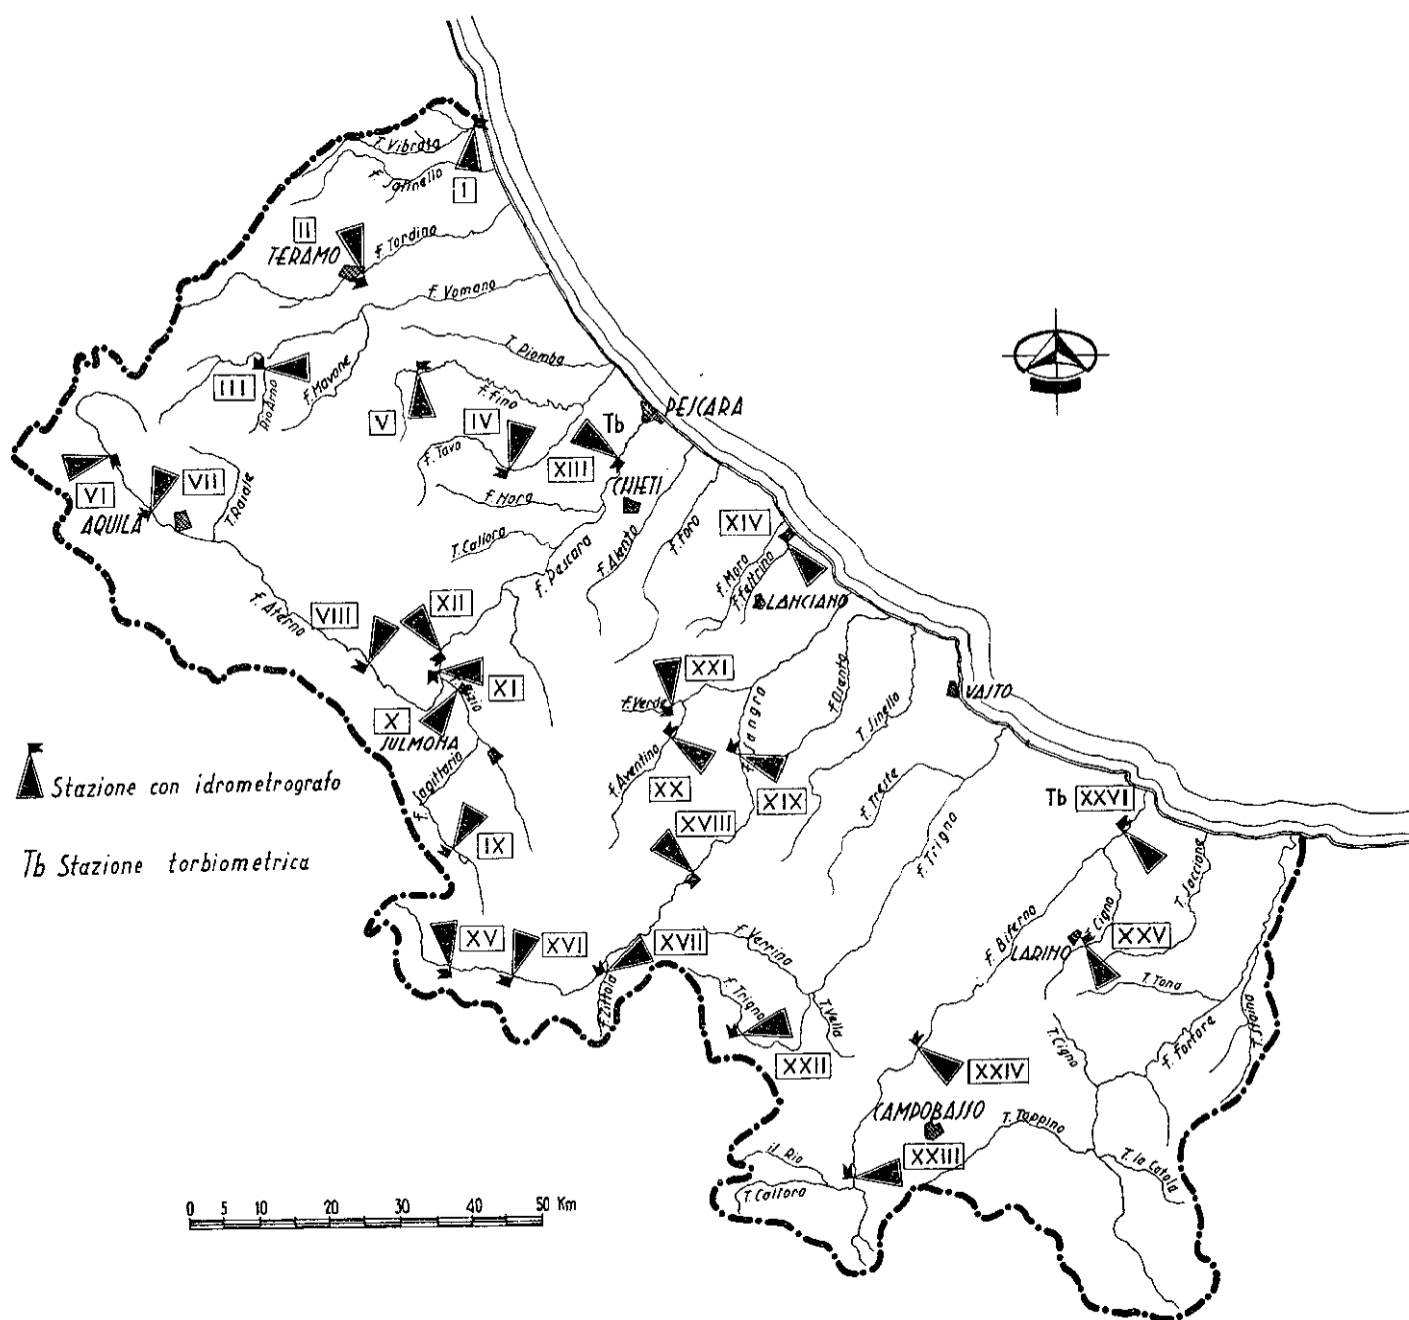 T. Vibrata
f. Salinello
I
II
TERAMO
f. Tordino
f. Vomano
T. Piomba
III
Rio Arno
f. Mavone
V
IV
f. Fino
Tb
PESCARA
f. Tavo
XIII
CHIETI
VI
VII
T. Raiale
AQUILA
f. Nora
T. Caltora
f. Pescara
f. Alento
f. Foro
XIV
f. Moro
f. Feltrino
LANCIANO
f. Aterno
VIII
XII
XI
X
SULMONA
f. Sagittario
IX
XXI
f. Verde
f. Aventino
XX
f. Sangro
XIX
f. Osento
T. Sinello
VASTO
XVIII
f. Treste
f. Trigno
Tb
XXVI
Stazione con idrometrografo
Tb Stazione torbiometrica
XV
XVI
XVII
f. Zittola
f. Verrino
f. Trigno
T. Vella
XXII
f. Biferno
T. Saccione
Cigno
XXV
LARINO
T. Tona
T. Cigno
f. Fortore
XXIV
CAMPOBASSO
T. Tappino
XXIII
il Rio
T. Callora
T. la Catola
0 5 10 20 30 40 50 Km